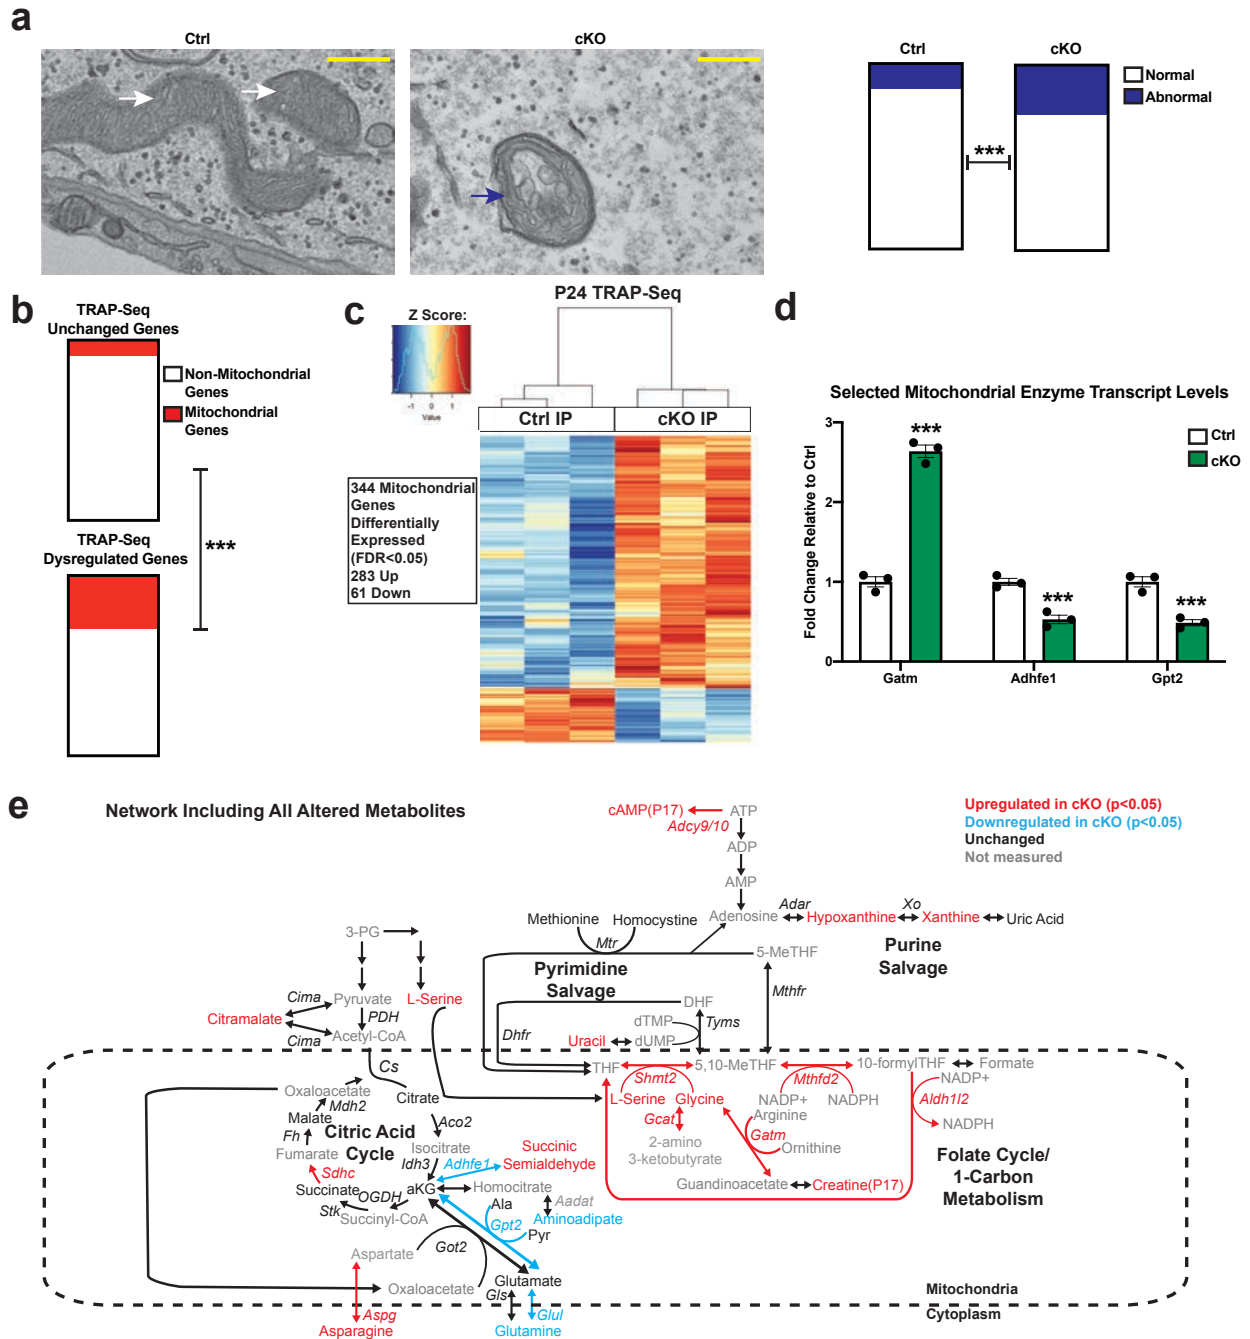 a
Ctrl
cKO
Ctrl
cKO
Normal
Abnormal
***
b
TRAP-Seq
Unchanged Genes
Non-Mitochondrial
Genes
Mitochondrial
Genes
***
TRAP-Seq
Dysregulated Genes
c
P24 TRAP-Seq
Z Score:
-1 0 1
Value
Ctrl IP
cKO IP
344 Mitochondrial
Genes
Differentially
Expressed
(FDR<0.05)
283 Up
61 Down
d
Selected Mitochondrial Enzyme Transcript Levels
Fold Change Relative to Ctrl
3
2
1
0
***
***
***
Ctrl
cKO
Gatm
Adhfe1
Gpt2
e
Network Including All Altered Metabolites
Upregulated in cKO (p<0.05)
Downregulated in cKO (p<0.05)
Unchanged
Not measured
cAMP(P17)
ATP
Adcy9/10
ADP
AMP
Adenosine
Adar
Hypoxanthine
Xo
Xanthine
Uric Acid
Purine
Salvage
Methionine
Homocystine
Mtr
5-MeTHF
Pyrimidine
Salvage
Mthfr
DHF
dTMP
Tyms
Dhfr
Uracil
dUMP
3-PG
Cima
Pyruvate
L-Serine
Citramalate
PDH
Cima
Acetyl-CoA
THF
5,10-MeTHF
10-formylTHF
Formate
Shmt2
Mthfd2
NADP+
L-Serine
Glycine
NADP+
NADPH
Aldh1l2
Gcat
Arginine
NADPH
2-amino
3-ketobutyrate
Gatm
Ornithine
Guandinoacetate
Creatine(P17)
Folate Cycle/
1-Carbon
Metabolism
Cs
Oxaloacetate
Citrate
Mdh2
Malate
Aco2
Fh
Citric Acid
Cycle
Isocitrate
Fumarate
Idh3
Adhfe1
Succinic
Semialdehyde
Sdhc
Succinate
OGDH
aKG
Homocitrate
Stk
Succinyl-CoA
Ala
Aadat
Gpt2
Aminoadipate
Pyr
Got2
Aspartate
Oxaloacetate
Glutamate
Gls
Glul
Aspg
Asparagine
Glutamine
Mitochondria
Cytoplasm